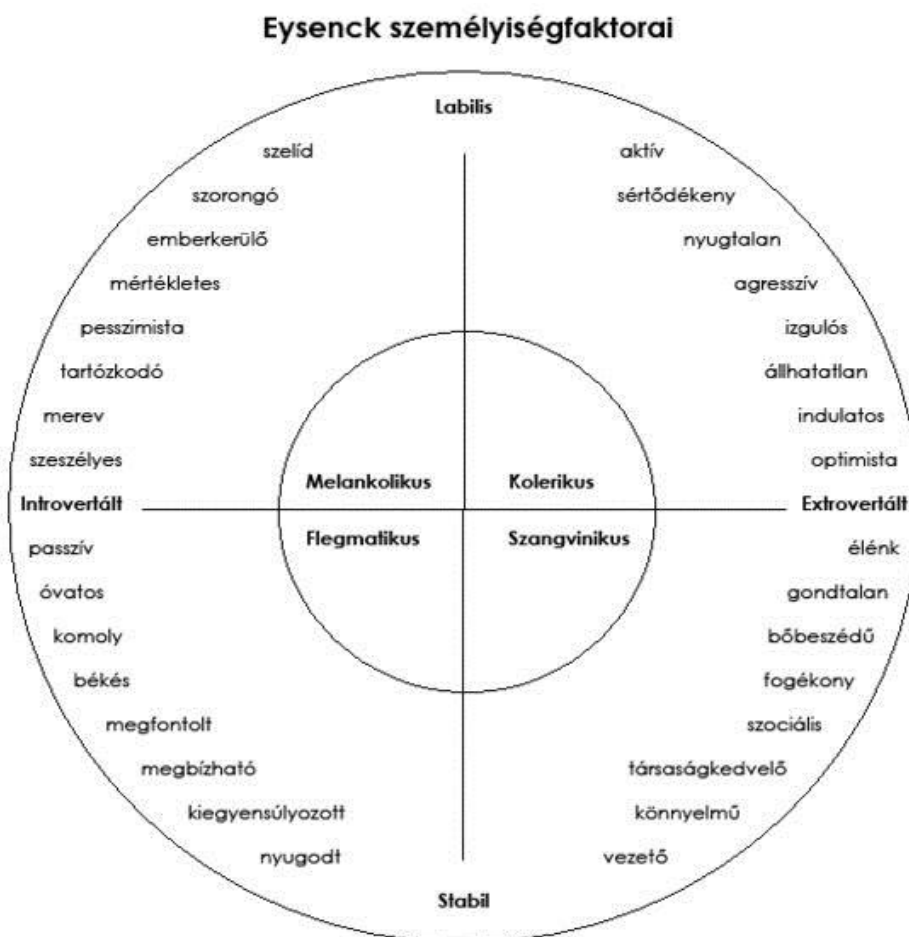 Eysenck személyiségfaktorai
Labilis
szelíd aktív
szorongó sértődékeny
emberkerülő nyugtalan
mértékletes agresszív
pesszimista izgulós
tartózkodó állhatatlan
merev indulatos
szeszélyes optimista
Melankolikus Kolerikus
Introvertált Extrovertált
Flegmatikus Szangvinikus
passzív élénk
óvatos gondtalan
komoly bőbeszédű
békés fogékony
megfontolt szociális
megbízható társaságkedvelő
kiegyensúlyozott könnyelmű
nyugodt vezető
Stabil